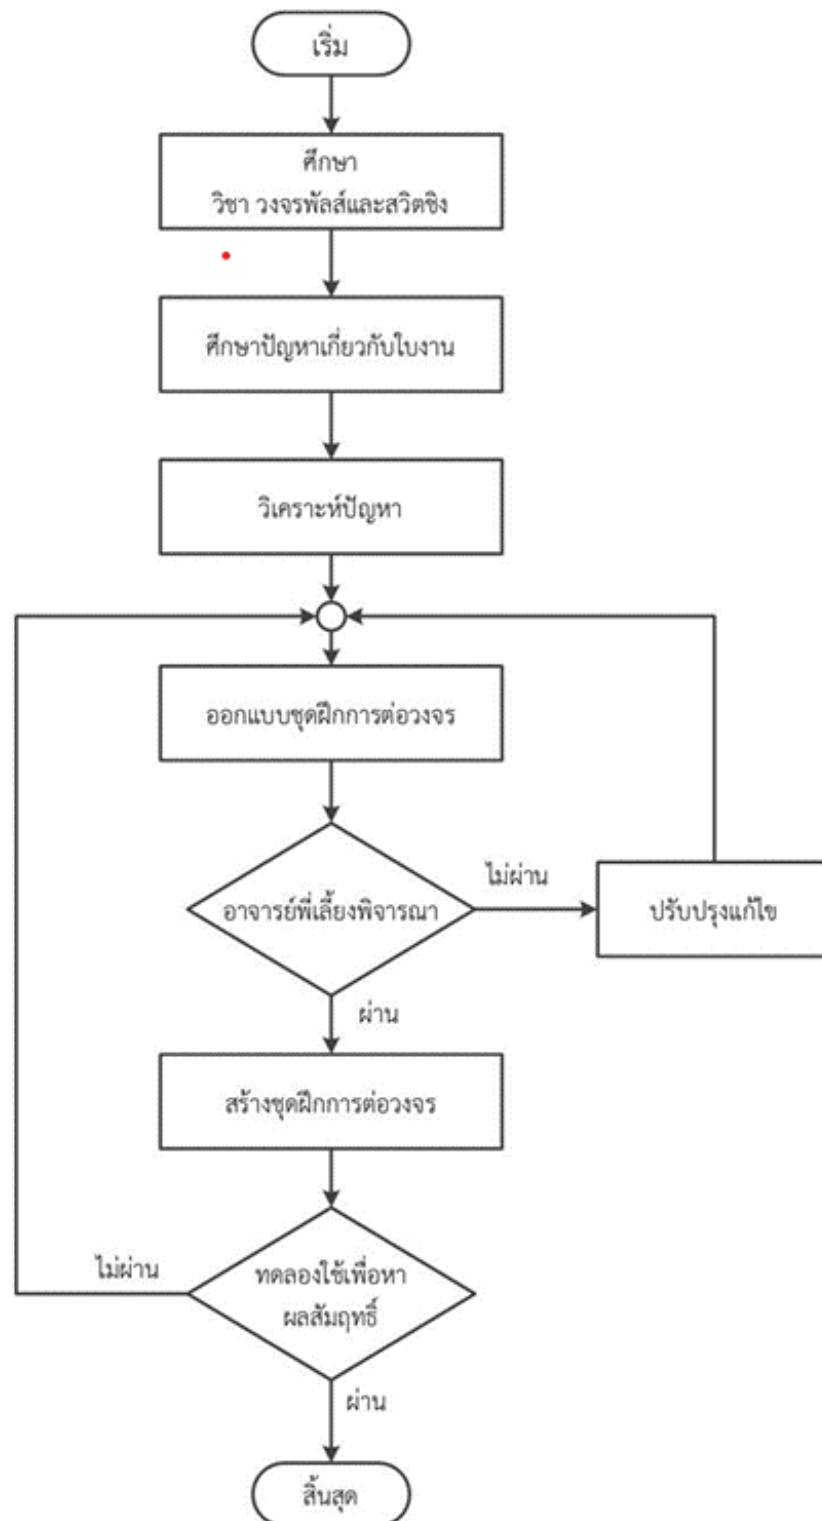 เริ่ม
ศึกษา
วิชา วงจรพัลส์และสวิตชิง
ศึกษาปัญหาเกี่ยวกับใบงาน
วิเคราะห์ปัญหา
ออกแบบชุดฝึกการต่อวงจร
อาจารย์พี่เลี้ยงพิจารณา
ไม่ผ่าน
ปรับปรุงแก้ไข
ผ่าน
สร้างชุดฝึกการต่อวงจร
ไม่ผ่าน
ทดลองใช้เพื่อหา
ผลสัมฤทธิ์
ผ่าน
สิ้นสุด